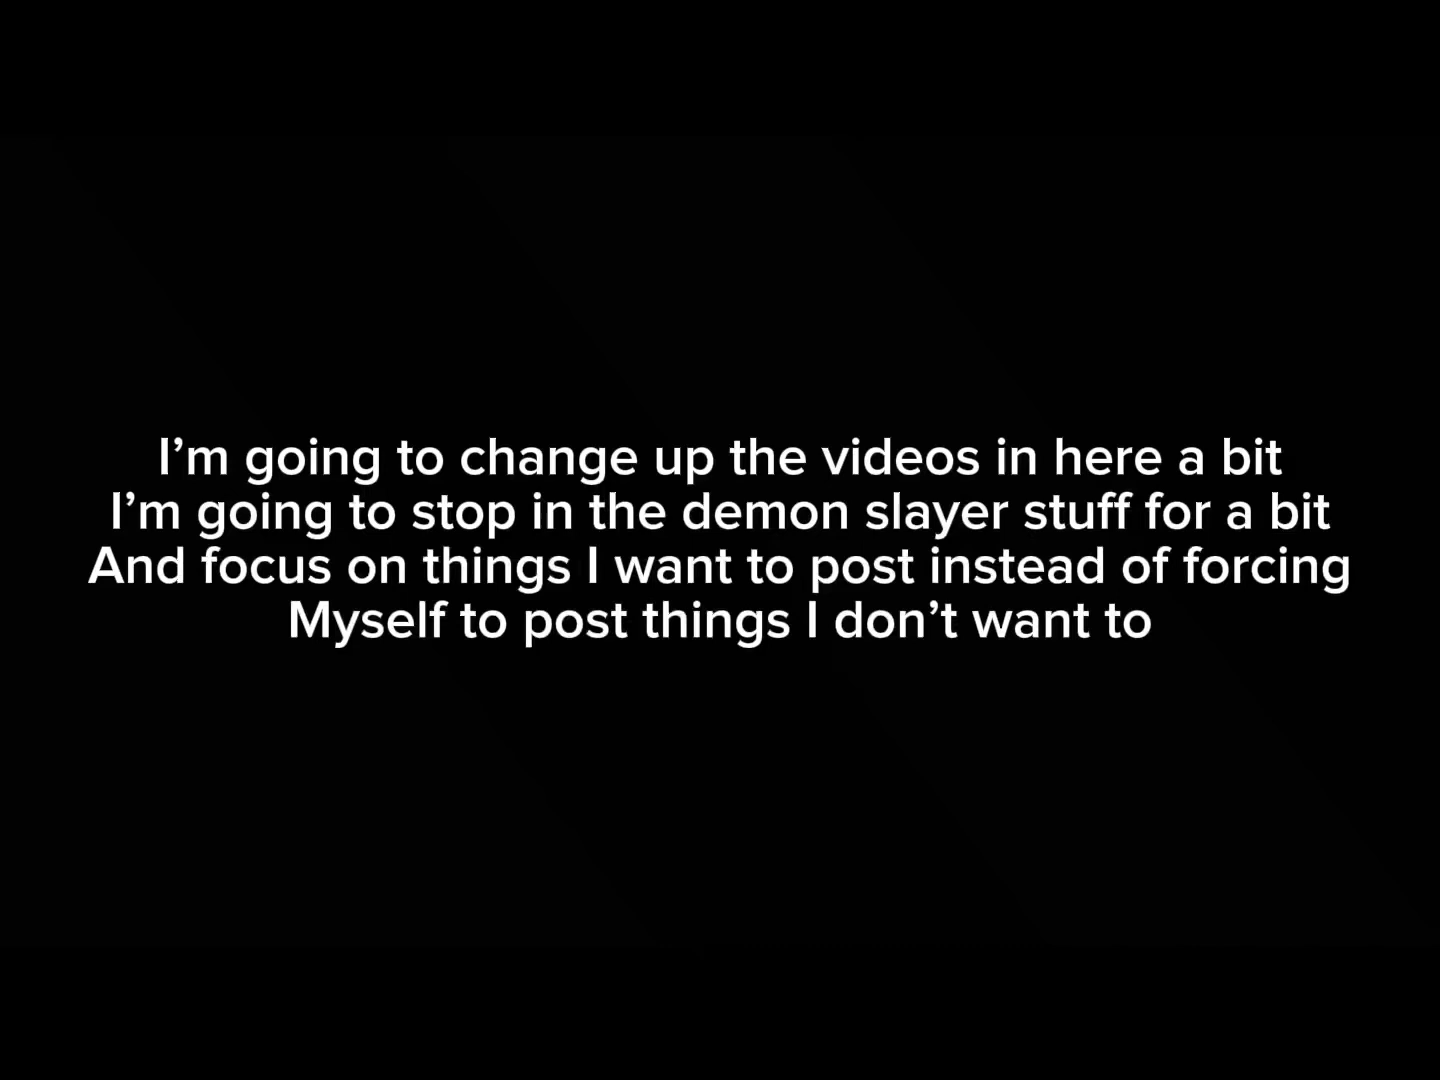 I’m going to change up the videos in here a bit
I’m going to stop in the demon slayer stuff for a bit
And focus on things I want to post instead of forcing
Myself to post things I don’t want to